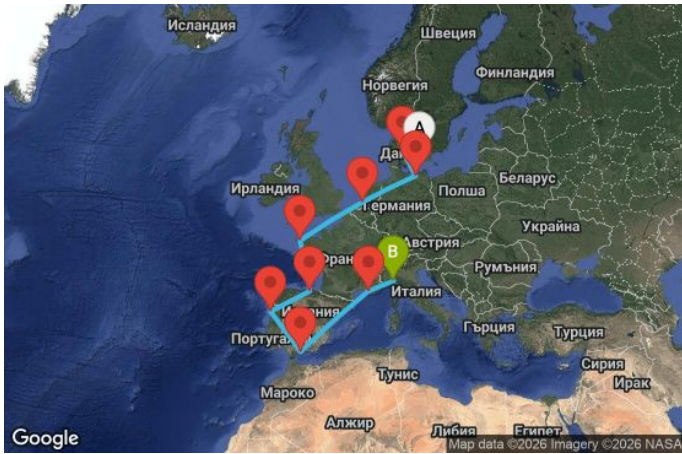 Исландия
Швеция
Финландия
Норвегия
A
Ирландия
Беларус
Полша
Германия
Украйна
B
Австрия
Румъния
Италия
Гърция
Турция
Сирия
Ирак
Тунис
Мароко
Алжир
Либия
Египет
Google
Map data ©2026 Imagery ©2026 NASA